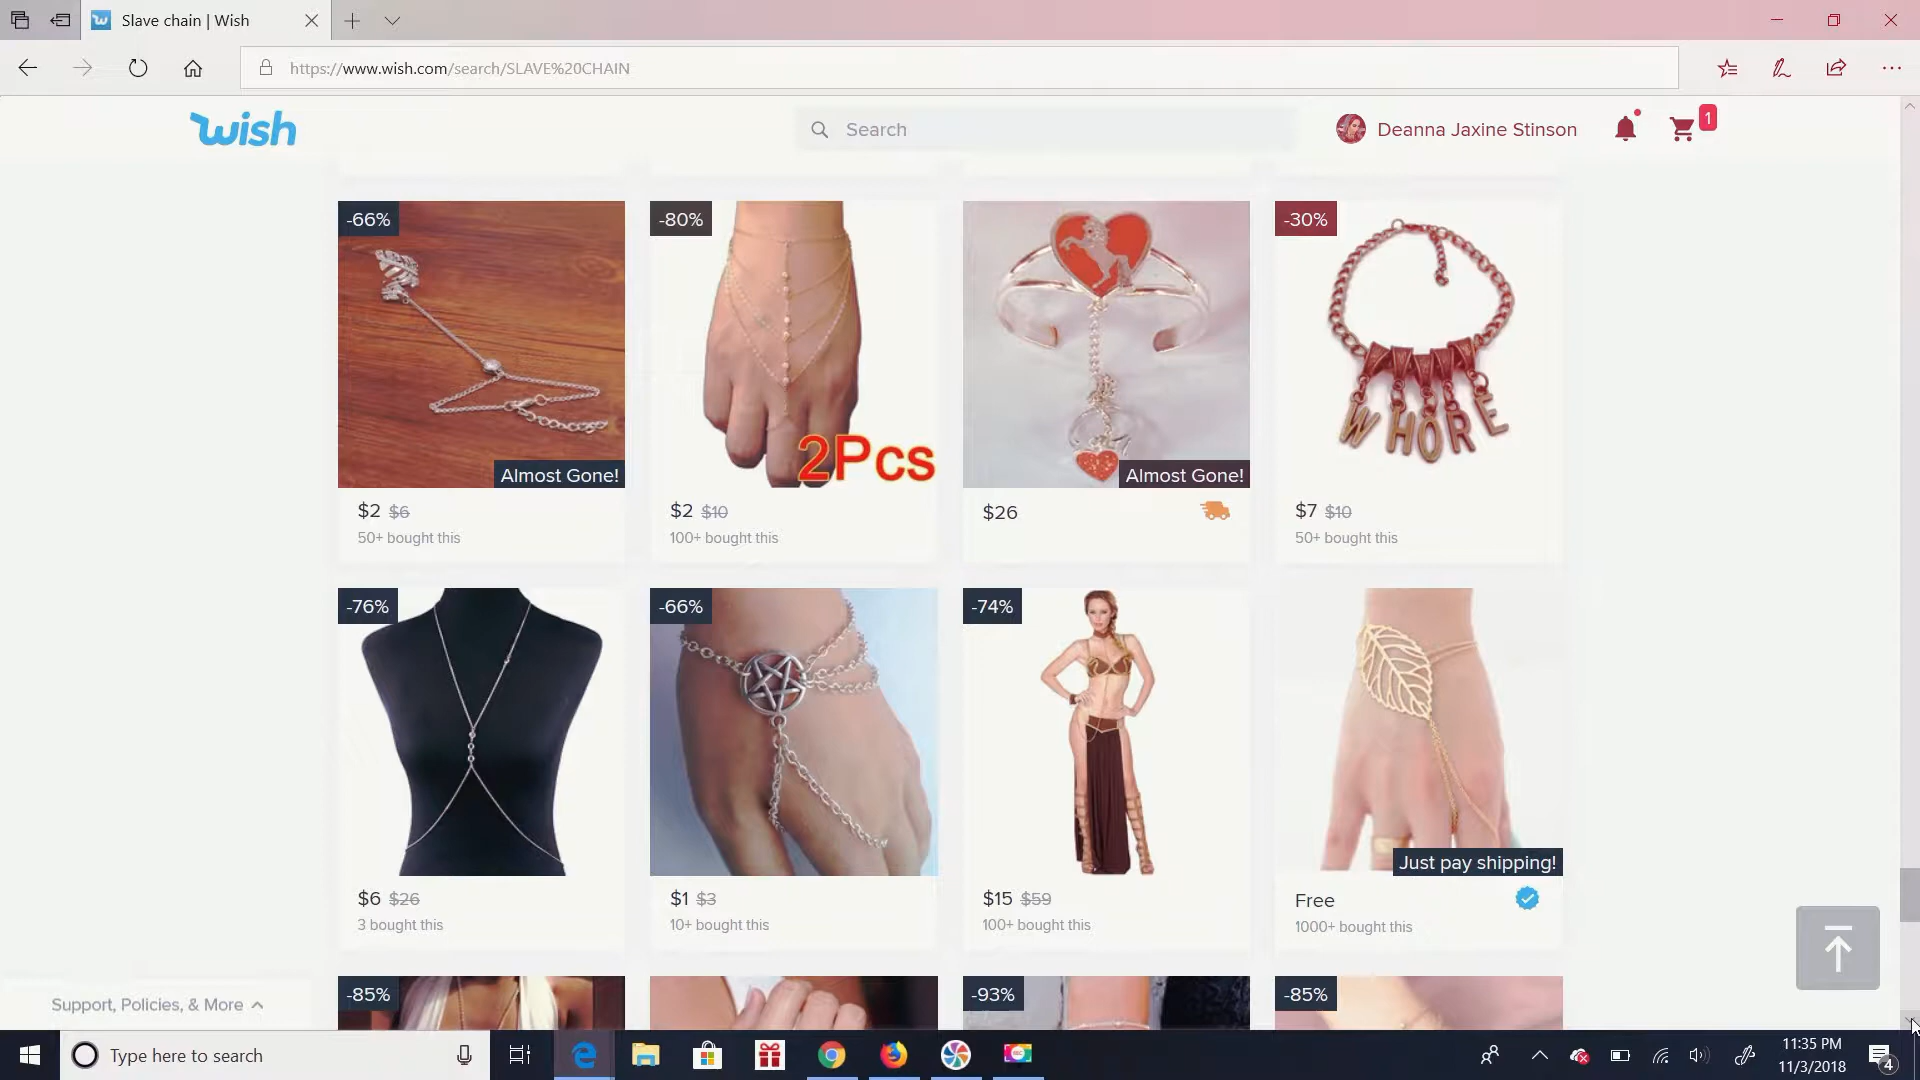 Slave chain | Wish
https://www.wish.com/search/SLAVE%20CHAIN
wish
Search
Deanna Jaxine Stinson
1
-66%
-80%
-30%
2Pcs
WHORE
Almost Gone!
Almost Gone!
$2 $6
$2 $10
$26
$7 $10
50+ bought this
100+ bought this
50+ bought this
-76%
-66%
-74%
Just pay shipping!
$6 $26
$1 $3
$15 $59
Free
3 bought this
10+ bought this
100+ bought this
1000+ bought this
-85%
-93%
-85%
Support, Policies, & More
Type here to search
11:35 PM
11/3/2018
4